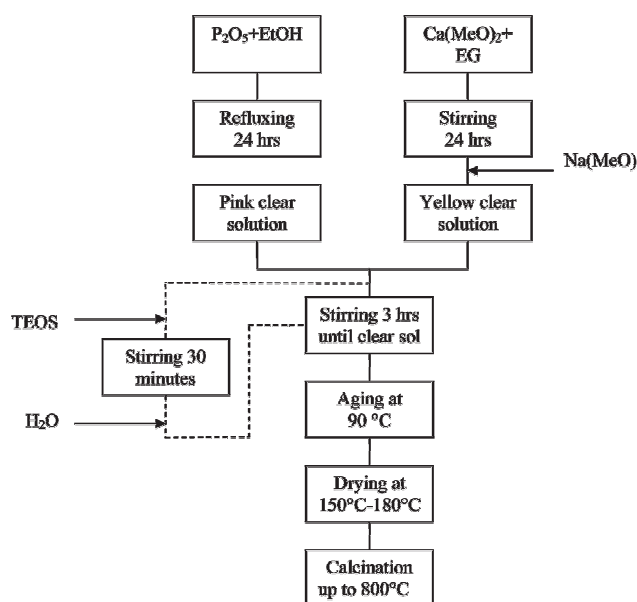 P₂O₅+EtOH
Ca(MeO)₂+
EG
Refluxing
24 hrs
Stirring
24 hrs
Na(MeO)
Pink clear
solution
Yellow clear
solution
TEOS
Stirring 3 hrs
until clear sol
Stirring 30
minutes
H₂O
Aging at
90 °C
Drying at
150°C-180°C
Calcination
up to 800°C